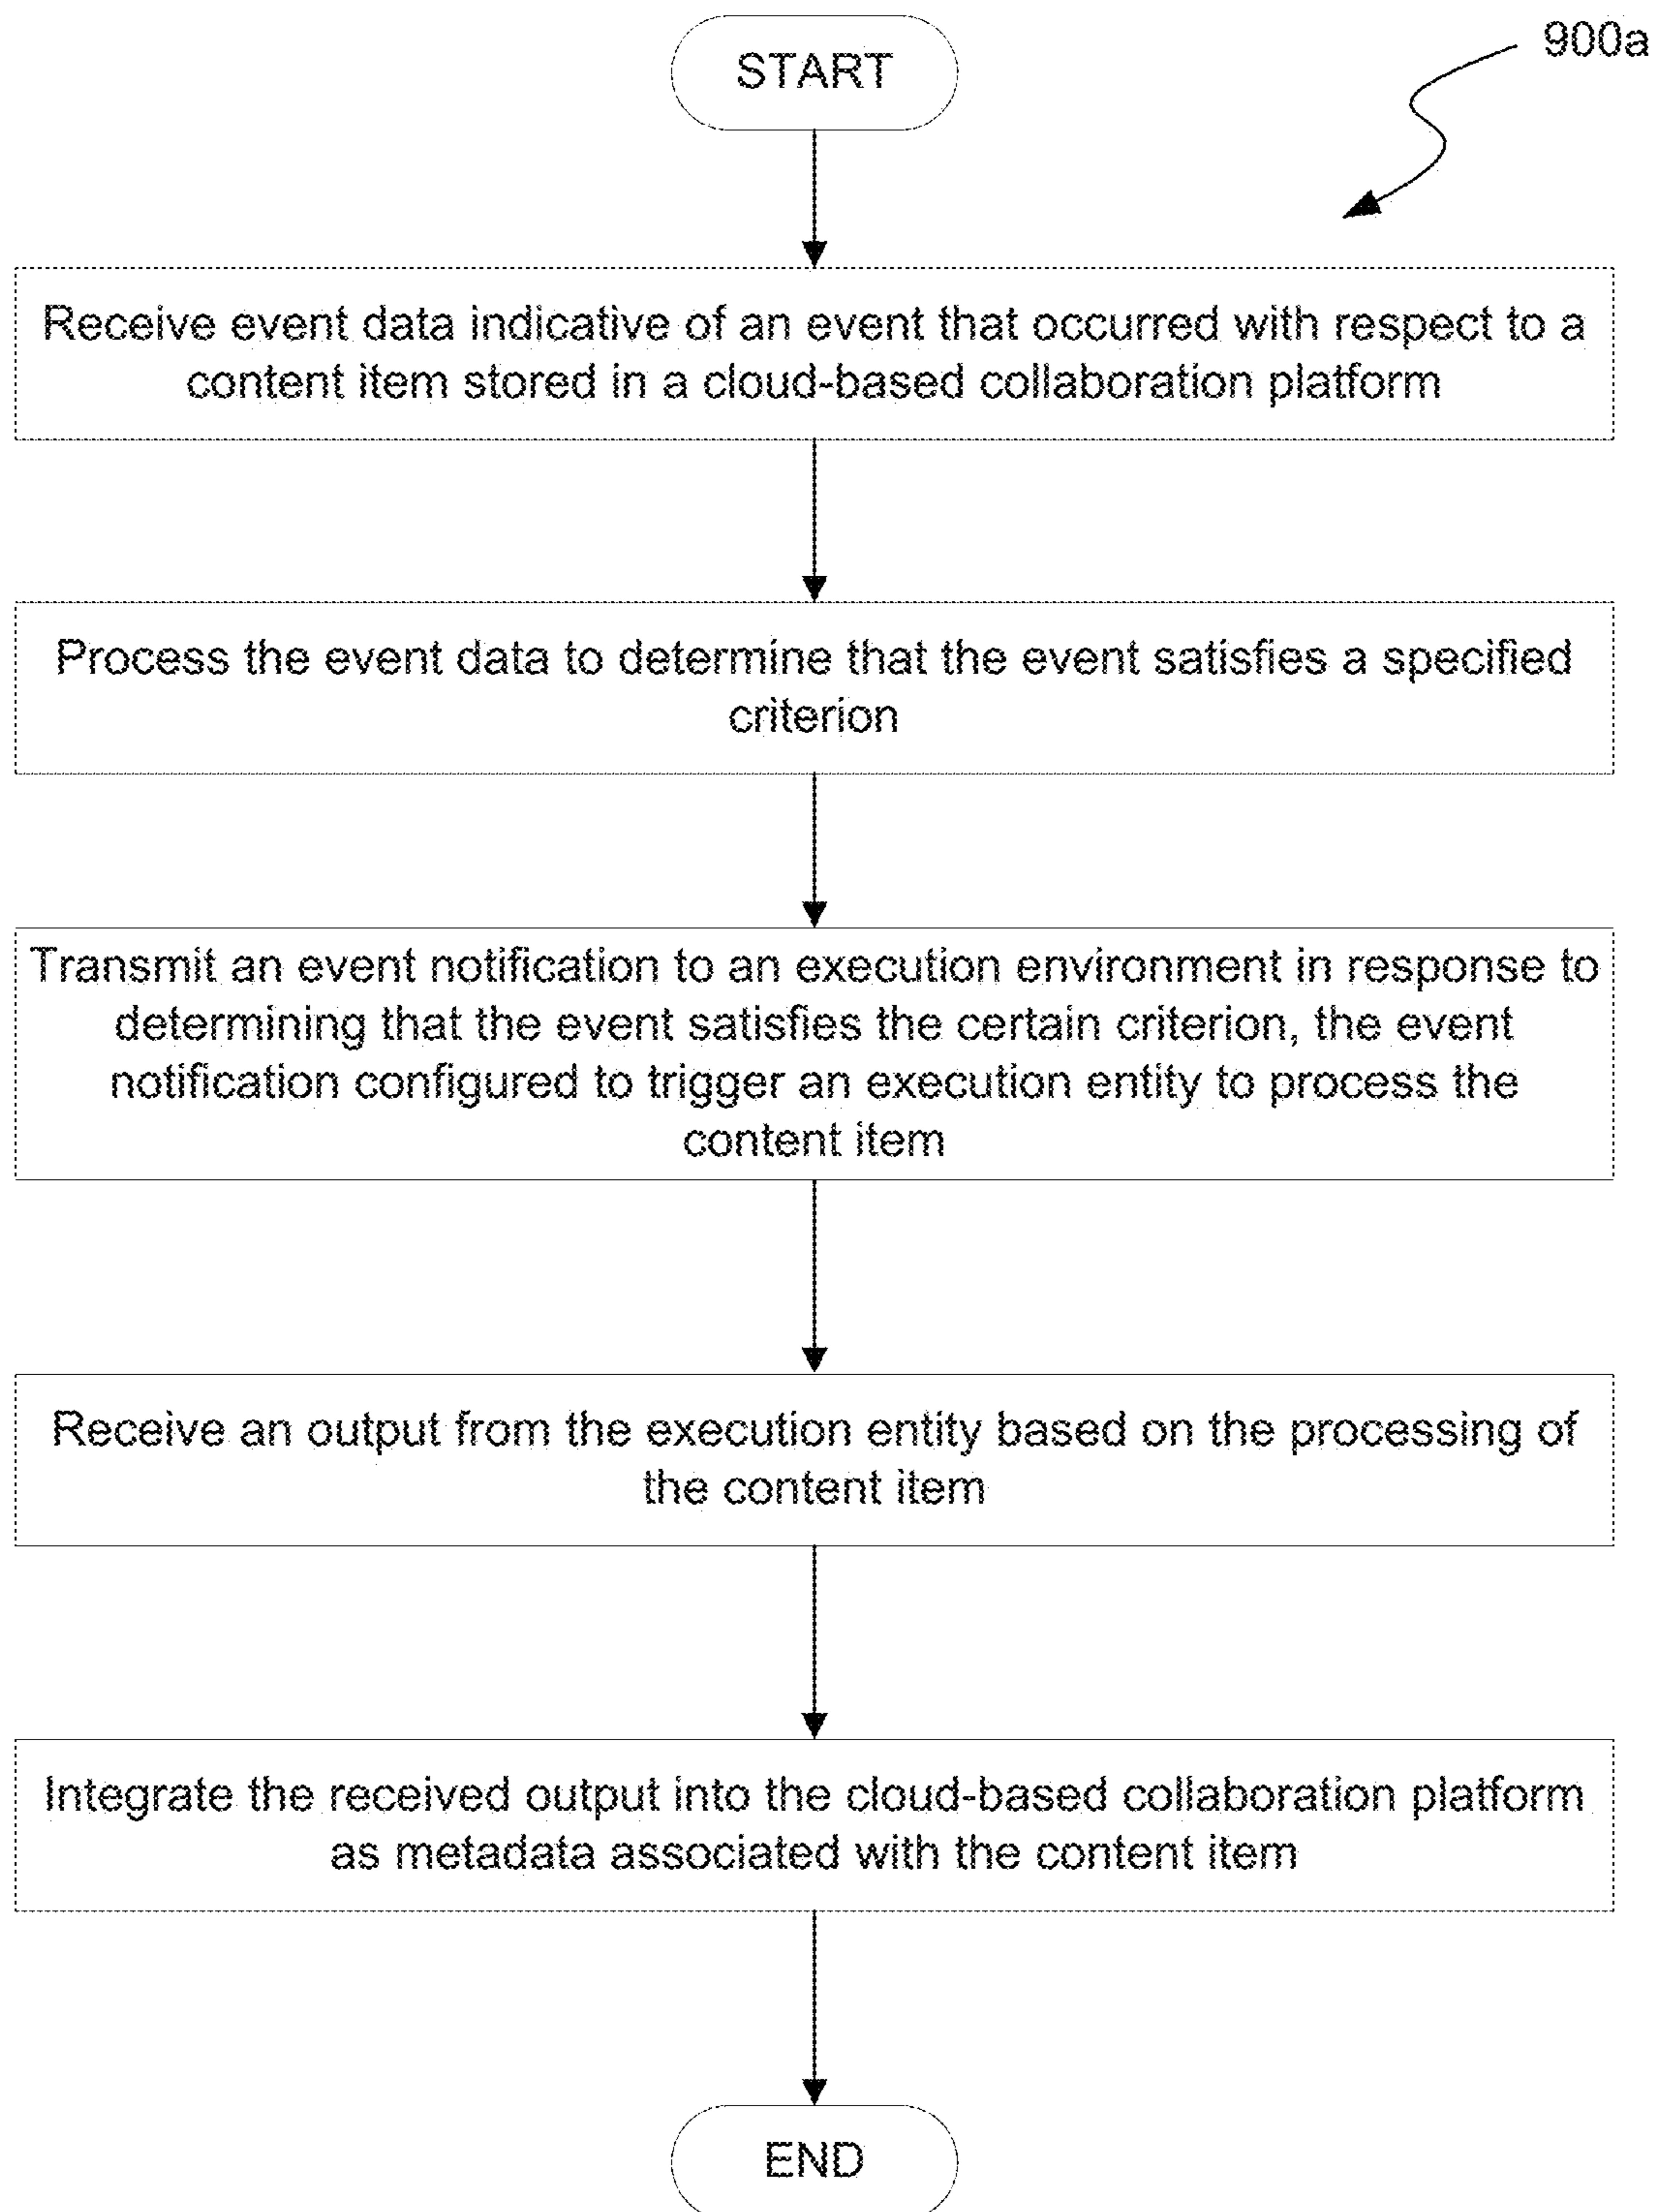 START
900a
Receive event data indicative of an event that occurred with respect to a
content item stored in a cloud-based collaboration platform
Process the event data to determine that the event satisfies a specified
criterion
Transmit an event notification to an execution environment in response to
determining that the event satisfies the certain criterion, the event
notification configured to trigger an execution entity to process the
content item
Receive an output from the execution entity based on the processing of
the content item
Integrate the received output into the cloud-based collaboration platform
as metadata associated with the content item
END